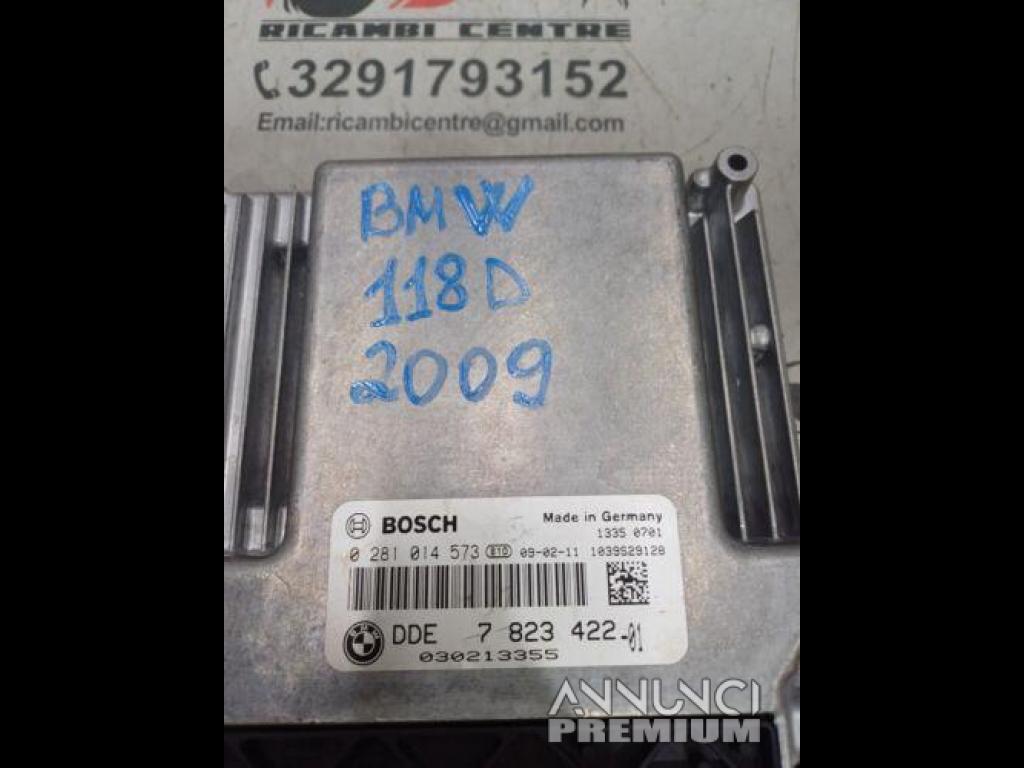 RICAMBI CENTRE
3291793152
Email:ricambicentre@gmail.com
BMW
118D
2009
BOSCH Made in Germany
1335 0701
0 281 014 573 E1D 09-02-11 1039S29128
DDE 7 823 422-01
030213355
ANNUNCI
PREMIUM